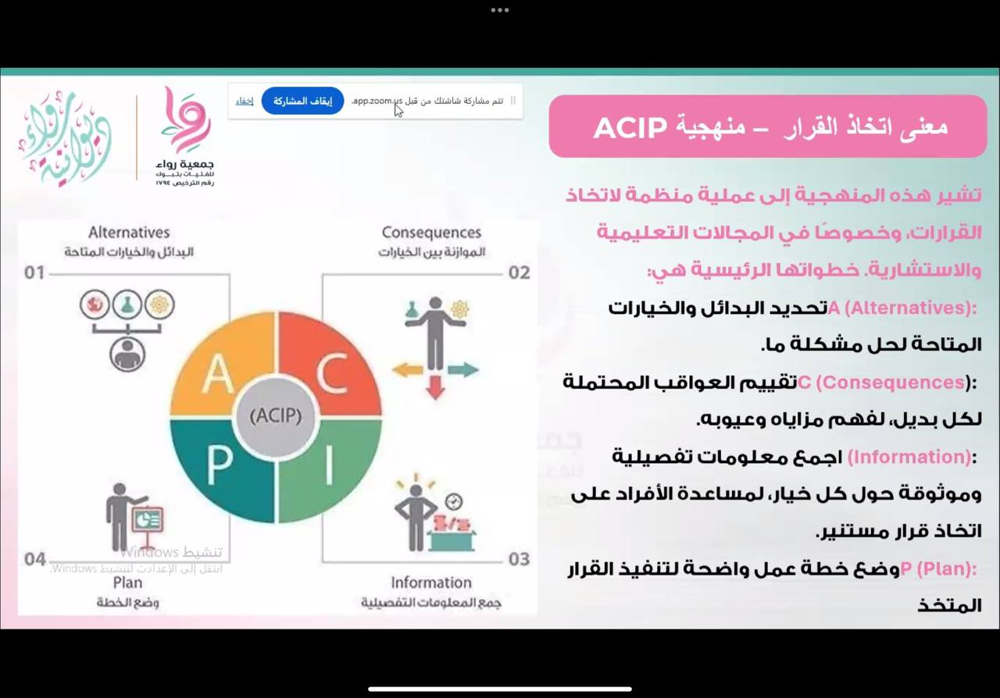 تتم مشاركة شاشتك من قبل app.zoom.us.
إيقاف المشاركة
إخفاء
ديوانية رواء
جمعية رواء
للفتيات بتبوك
رقم الترخيص ١٧٩٤
معنى اتخاذ القرار – منهجية ACIP
تشير هذه المنهجية إلى عملية منظمة لاتخاذ
القرارات، وخصوصًا في المجالات التعليمية
والاستشارية. خطواتها الرئيسية هي:
A (Alternatives): تحديد البدائل والخيارات
المتاحة لحل مشكلة ما.
C (Consequences): تقييم العواقب المحتملة
لكل بديل، لفهم مزاياه وعيوبه.
(Information): اجمع معلومات تفصيلية
وموثوقة حول كل خيار، لمساعدة الأفراد على
اتخاذ قرار مستنير.
P (Plan): وضع خطة عمل واضحة لتنفيذ القرار
المتخذ
Alternatives
البدائل والخيارات المتاحة
01
Consequences
الموازنة بين الخيارات
02
A
C
(ACIP)
P
I
03
Information
جمع المعلومات التفصيلية
04
Plan
وضع الخطة
تنشيط Windows
انتقل إلى الإعدادت لتنشيط Windows.